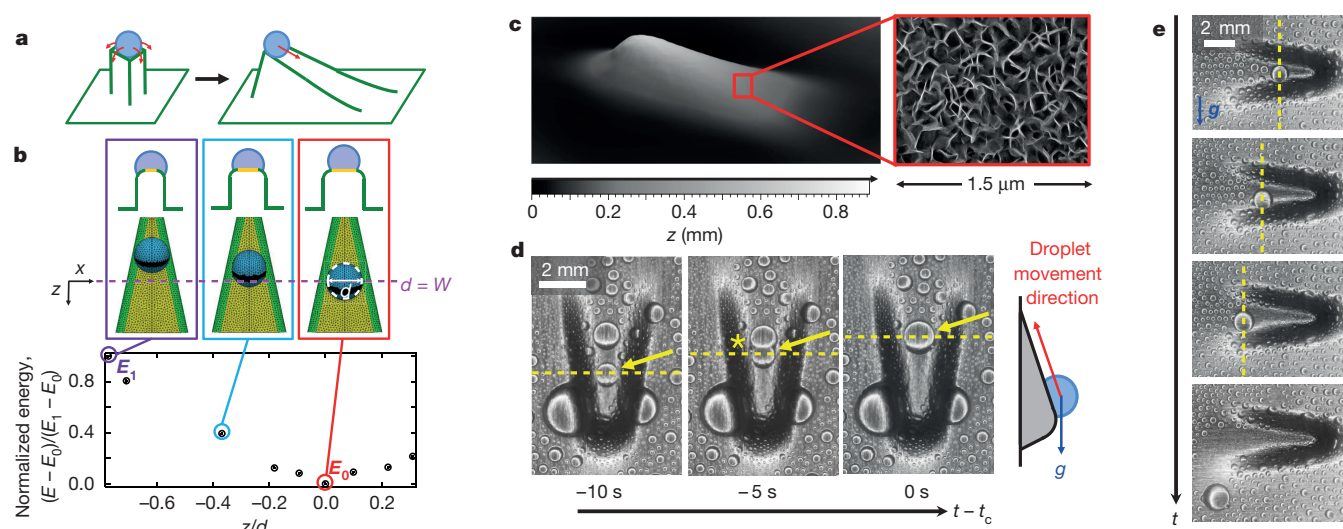 a
b
x
z
d = W
d
Normalized energy,
(E – E0)/(E1 – E0)
0.8
0.4
0.0
E1
E0
–0.6
–0.4
–0.2
0.0
0.2
z/d
c
0
0.2
0.4
0.6
0.8
z (mm)
1.5 μm
d
2 mm
*
–10 s
–5 s
0 s
t – tc
Droplet
movement
direction
g
e
2 mm
g
t